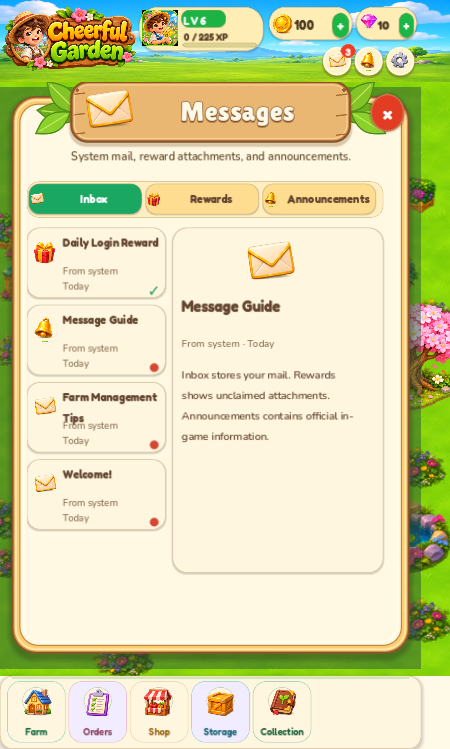 Cheerful
Garden
LV 6
0 / 225 XP
100
+
10
+
3
Messages
System mail, reward attachments, and announcements.
Inbox
Rewards
Announcements
Daily Login Reward
From system
Today
Message Guide
From system
Today
Farm Management
Tips
From system
Today
Welcome!
From system
Today
Message Guide
From system · Today
Inbox stores your mail. Rewards
shows unclaimed attachments.
Announcements contains official in-
game information.
Farm
Orders
Shop
Storage
Collection